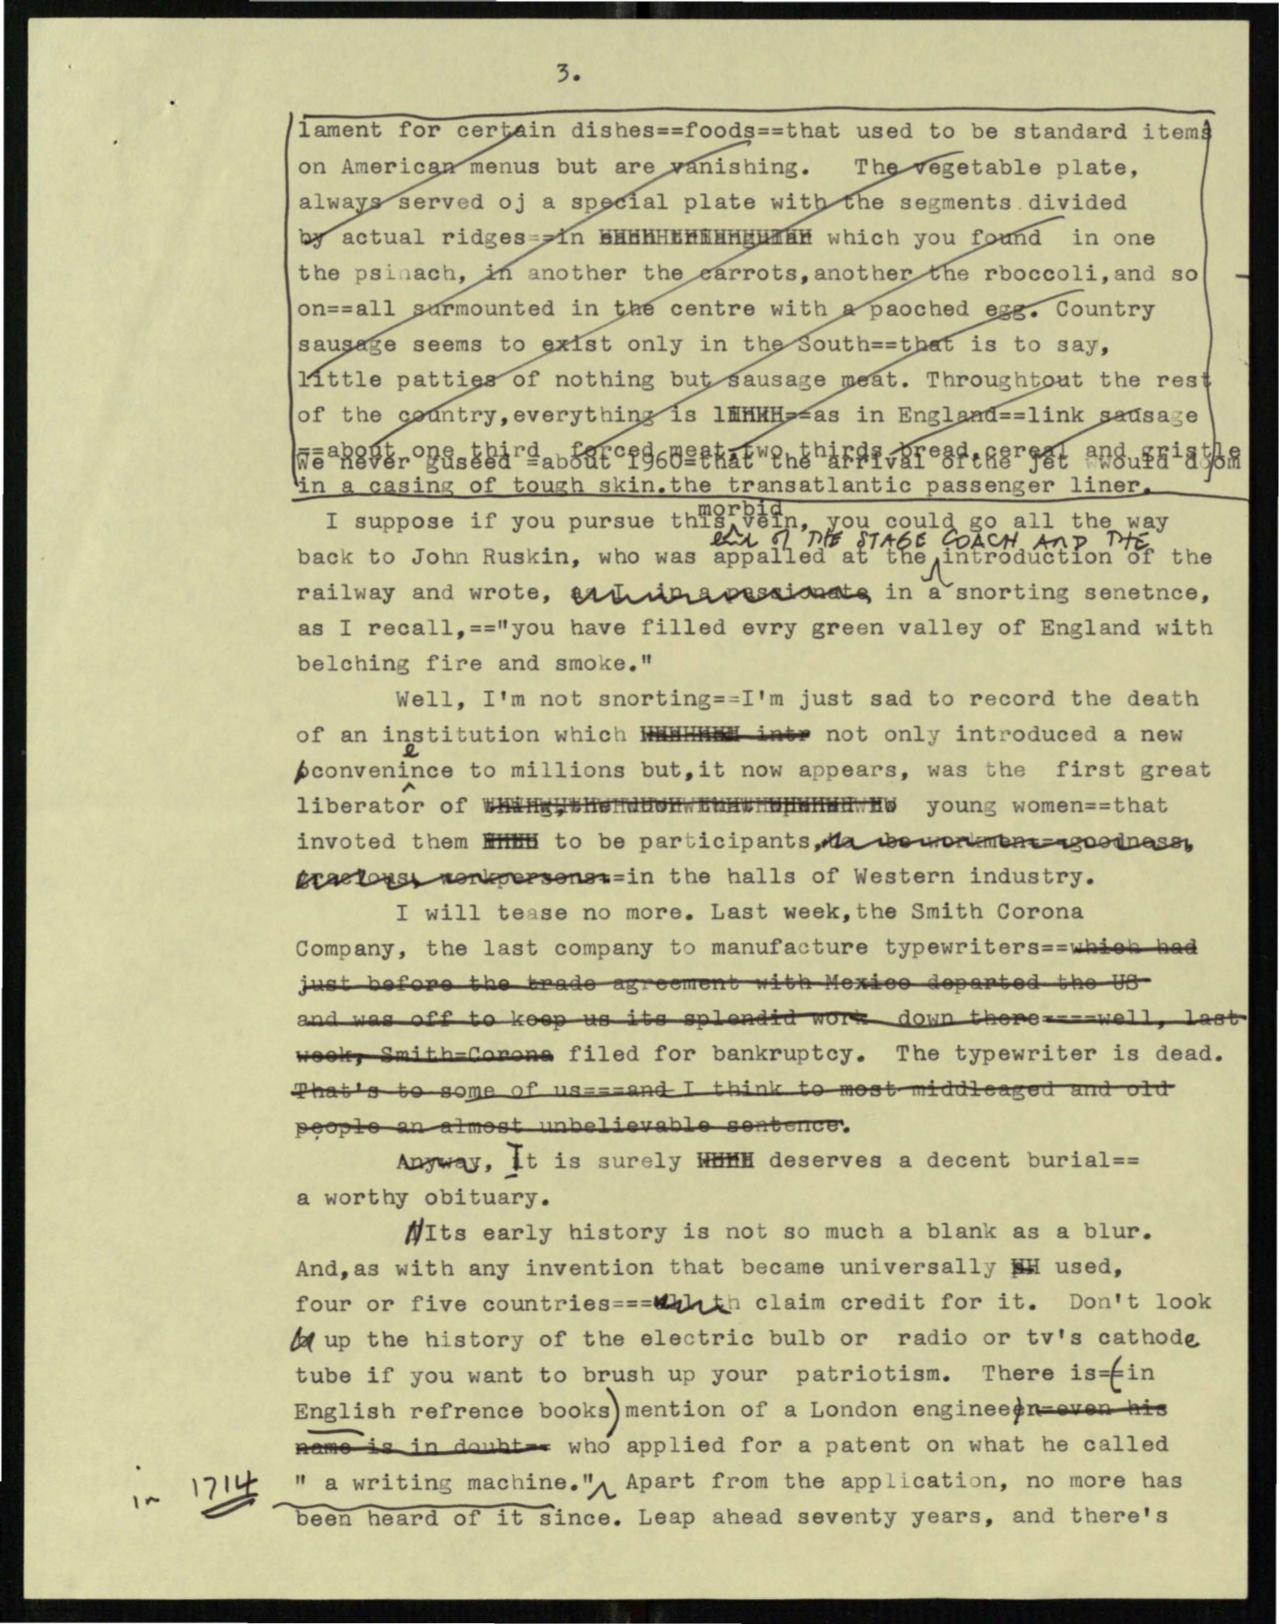 3.
lament for certain dishes==foods==that used to be standard items
on American menus but are vanishing.   The vegetable plate,
always served oj a special plate with the segments divided
by actual ridges==in each triangular which you found  in one
the psinach, in another the carrots,another the rboccoli,and so
on==all surmounted in the centre with a paoched egg. Country
sausage seems to exist only in the South==that is to say,
little patties of nothing but sausage meat. Throughtout the rest
of the country,everything is link==as in England==link sausage
==about one third  forced meat,two thirds bread,cereal and gristle
We never guseed =about 1960=that the arrival ofthe jet would doom
in a casing of tough skin.the transatlantic passenger liner.
morbid
I suppose if you pursue this vein, you could go all the way
end of THE STAGE COACH AND THE
back to John Ruskin, who was appalled at the introduction of the
railway and wrote, as I in a passionate in a snorting senetnce,
as I recall,=="you have filled evry green valley of England with
belching fire and smoke."
Well, I'm not snorting==I'm just sad to record the death
of an institution which intr not only introduced a new
e
convenince to millions but,it now appears, was the  first great
liberator of young women==that
invoted them to be participants, to be workmen==goodness,
gracious, workpersons==in the halls of Western industry.
I will tease no more. Last week,the Smith Corona
Company, the last company to manufacture typewriters==which had
just before the trade agreement with Mexico departed the US
and was off to keep us its splendid work  down there====well, last
week, Smith=Corona filed for bankruptcy.  The typewriter is dead.
That's to some of us===and I think to most middleaged and old
people an almost unbelievable sentence.
Anyway, It is surely deserves a decent burial==
a worthy obituary.
Its early history is not so much a blank as a blur.
And,as with any invention that became universally used,
four or five countries=== claim credit for it.  Don't look
up the history of the electric bulb or  radio or tv's cathode
tube if you want to brush up your  patriotism.  There is=(in
English refrence books)mention of a London engineer=even his
name is in doubt== who applied for a patent on what he called
in 1714 " a writing machine."  Apart from the application, no more has
been heard of it since. Leap ahead seventy years, and there's